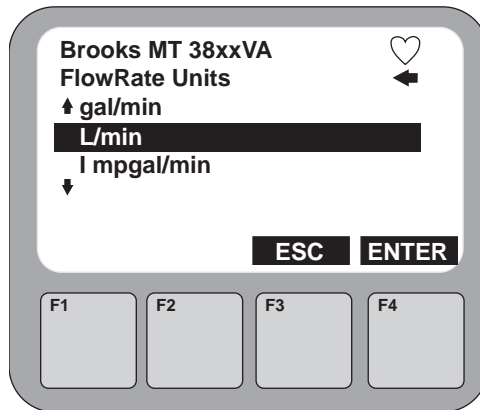 Brooks MT 38xxVA
FlowRate Units
gal/min
L/min
I mpgal/min
ESC ENTER
F1 F2 F3 F4